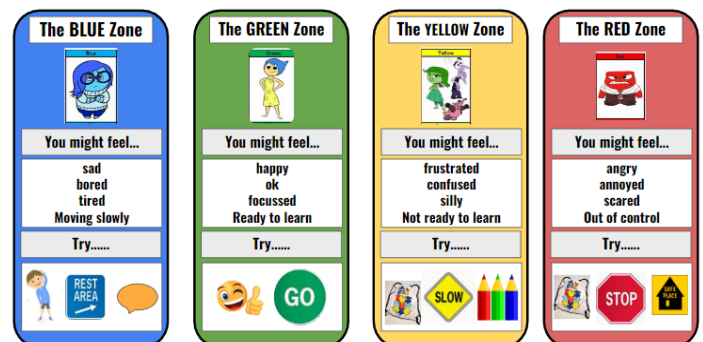 The BLUE Zone
Blue
You might feel...
sad
bored
tired
Moving slowly
Try......
REST
AREA
The GREEN Zone
Green
You might feel...
happy
ok
focussed
Ready to learn
Try......
GO
The YELLOW Zone
Yellow
You might feel...
frustrated
confused
silly
Not ready to learn
Try......
SLOW
The RED Zone
Red
You might feel...
angry
annoyed
scared
Out of control
Try......
STOP
SAFE
PLACE